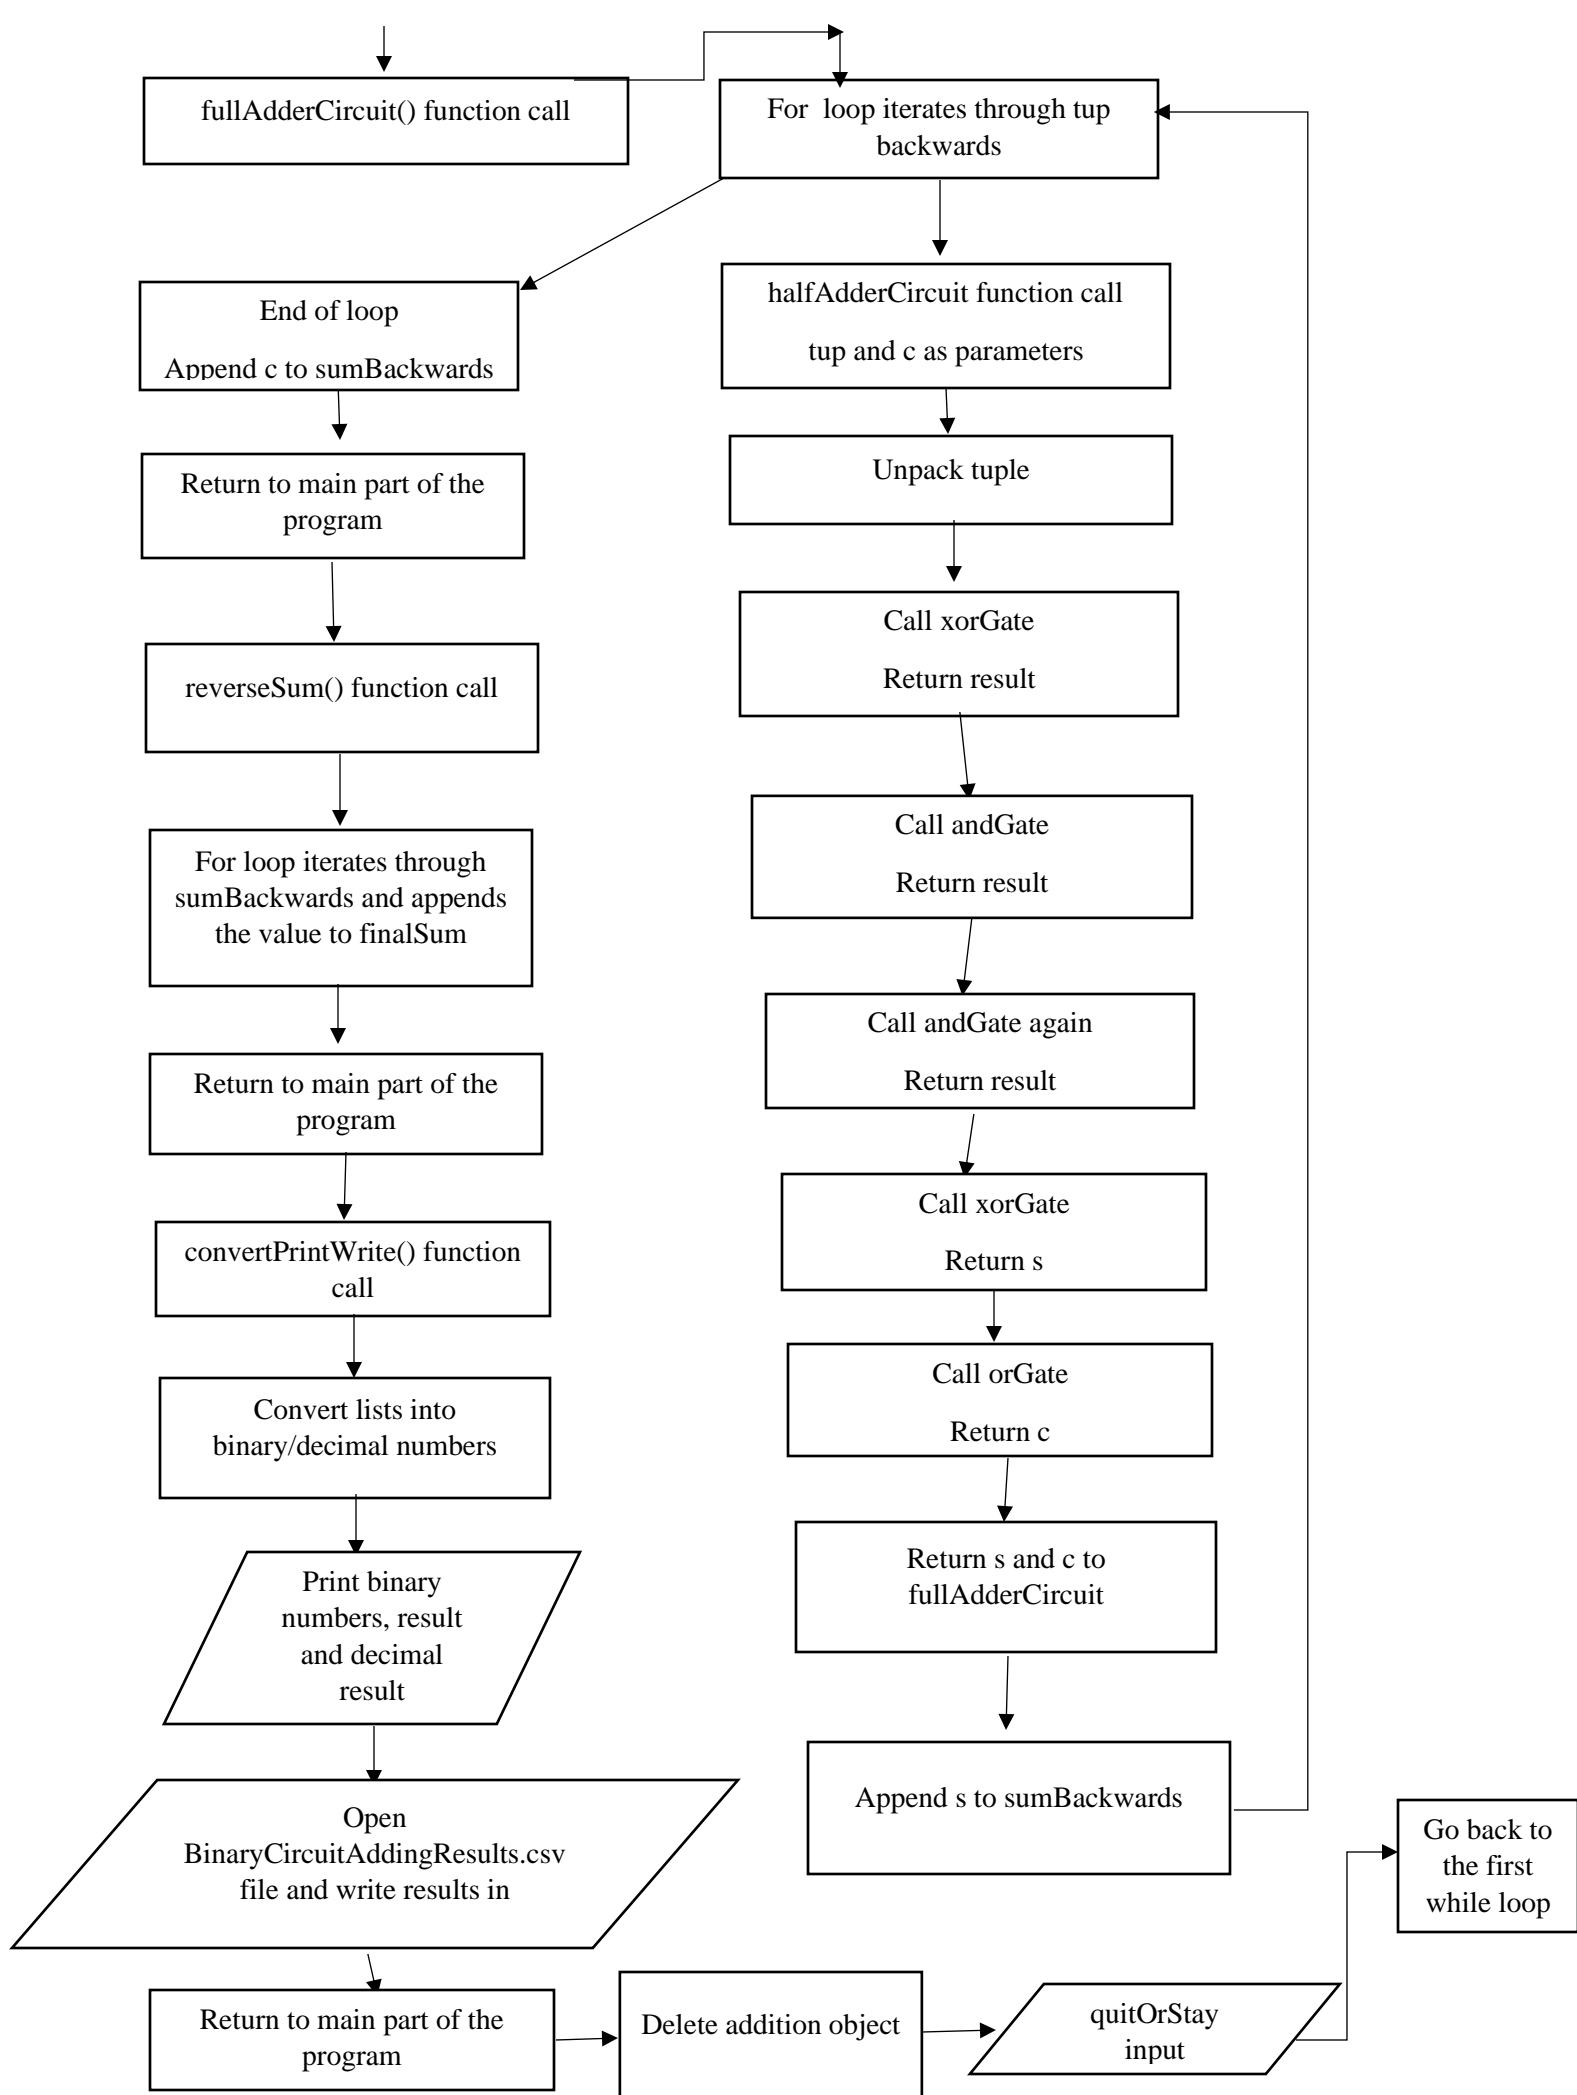 fullAdderCircuit() function call
For  loop iterates through tup
backwards
End of loop
Append c to sumBackwards
halfAdderCircuit function call
tup and c as parameters
Return to main part of the
program
Unpack tuple
reverseSum() function call
Call xorGate
Return result
For loop iterates through
sumBackwards and appends
the value to finalSum
Call andGate
Return result
Return to main part of the
program
Call andGate again
Return result
convertPrintWrite() function
call
Call xorGate
Return s
Convert lists into
binary/decimal numbers
Call orGate
Return c
Print binary
numbers, result
and decimal
result
Return s and c to
fullAdderCircuit
Open
BinaryCircuitAddingResults.csv
file and write results in
Append s to sumBackwards
Go back to
the first
while loop
Return to main part of the
program
Delete addition object
quitOrStay
input